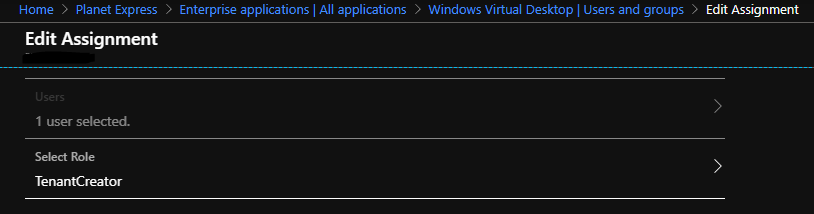 Home > Planet Express > Enterprise applications | All applications > Windows Virtual Desktop | Users and groups > Edit Assignment
Edit Assignment
Users
1 user selected.
Select Role
TenantCreator